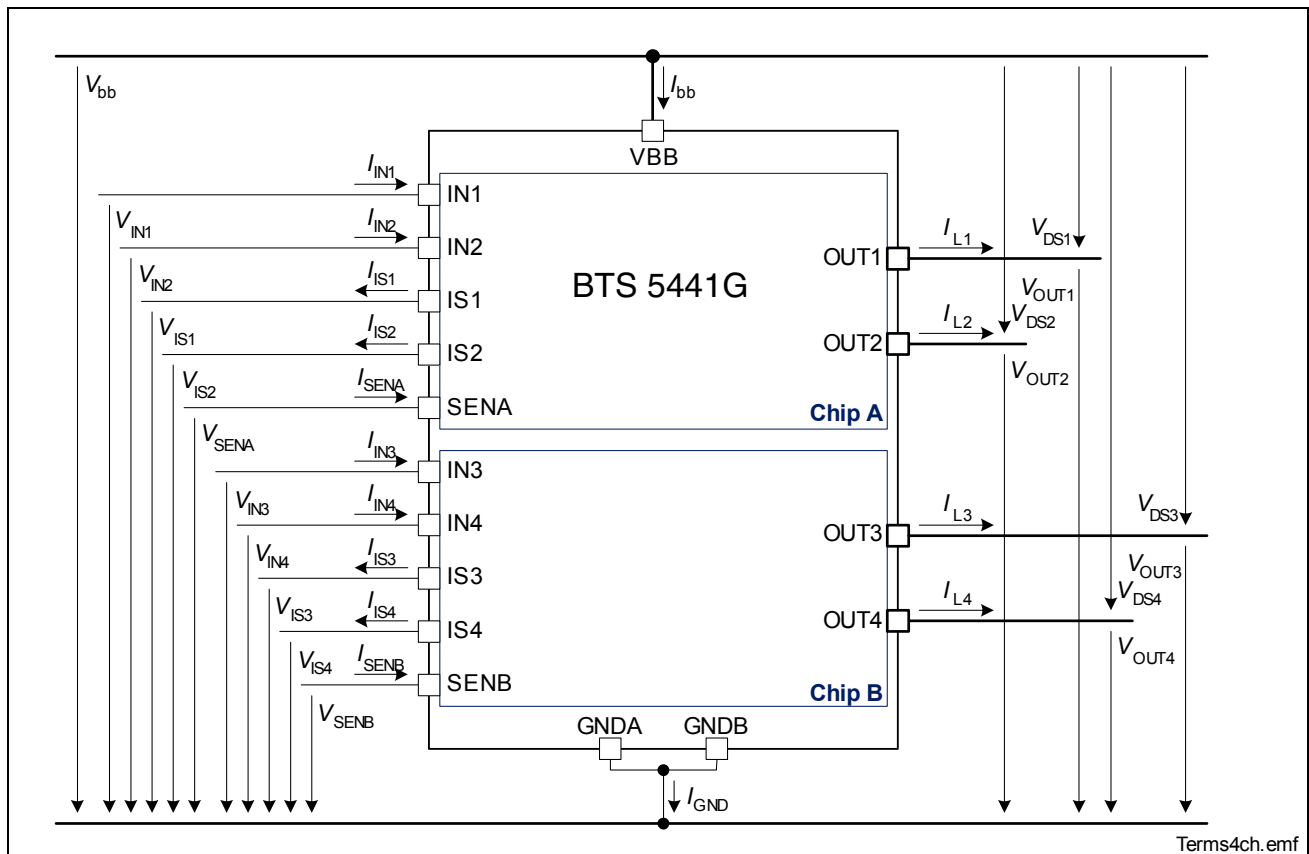 Vbb
Ibb
VBB
IIN1
IN1
VIN1
IIN2
IN2
VIN2
IIS1
IS1
VIS1
IIS2
IS2
VIS2
ISENA
SENA
VSENA
BTS 5441G
OUT1
IL1
VDS1
VOUT1
OUT2
IL2
VDS2
VOUT2
Chip A
IIN3
IN3
VIN3
IIN4
IN4
VIN4
IIS3
IS3
VIS3
IIS4
IS4
VIS4
ISENB
SENB
VSENB
OUT3
IL3
VDS3
VOUT3
OUT4
IL4
VDS4
VOUT4
Chip B
GNDA
GNDB
IGND
Terms4ch.emf